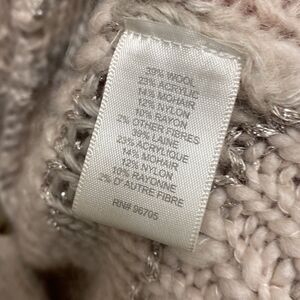 39% WOOL
23% ACRYLIC
14% MOHAIR
12% NYLON
10% RAYON
2% OTHER FIBRES
39% LAINE
23% ACRYLIQUE
14% MOHAIR
12% NYLON
10% RAYONNE
2% D'AUTRE FIBRE
RN# 96705